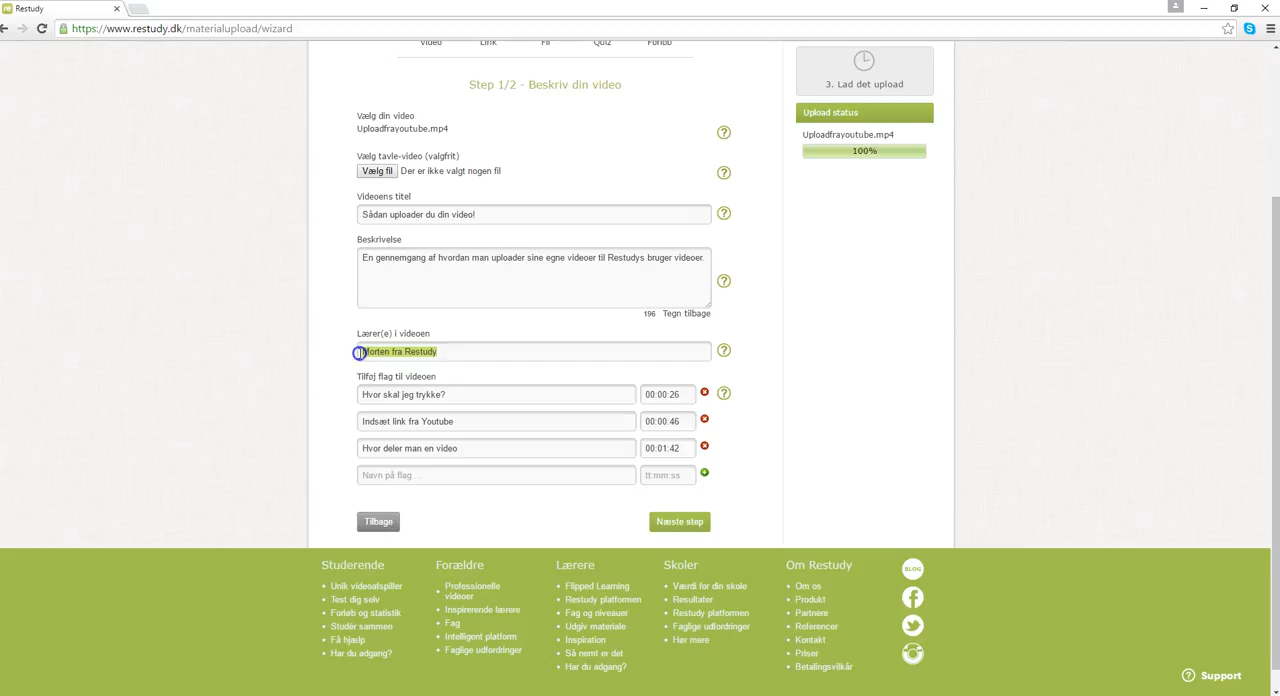 Restudy
https://www.restudy.dk/materialupload/wizard
Video Link Fil Quiz Forløb
Step 1/2 - Beskriv din video
Vælg din video
Uploadfrayoutube.mp4
Vælg tavle-video (valgfrit)
Vælg fil Der er ikke valgt nogen fil
Videoens titel
Sådan uploader du din video!
Beskrivelse
En gennemgang af hvordan man uploader sine egne videoer til Restudys bruger videoer.
196 Tegn tilbage
Lærer(e) i videoen
Morten fra Restudy
Tilføj flag til videoen
Hvor skal jeg trykke? 00:00:26
Indsæt link fra Youtube 00:00:46
Hvor deler man en video 00:01:42
Navn på flag ... tt:mm:ss
Tilbage Næste step
3. Lad det upload
Upload status
Uploadfrayoutube.mp4
100%
Studerende
Unik videoafspiller
Test dig selv
Forløb og statistik
Studér sammen
Få hjælp
Har du adgang?
Forældre
Professionelle
videoer
Inspirerende lærere
Fag
Intelligent platform
Faglige udfordringer
Lærere
Flipped Learning
Restudy platformen
Fag og niveauer
Udgiv materiale
Inspiration
Så nemt er det
Har du adgang?
Skoler
Værdi for din skole
Resultater
Restudy platformen
Faglige udfordringer
Hør mere
Om Restudy
Om os
Produkt
Partnere
Referencer
Kontakt
Priser
Betalingsvilkår
BLOG
Support